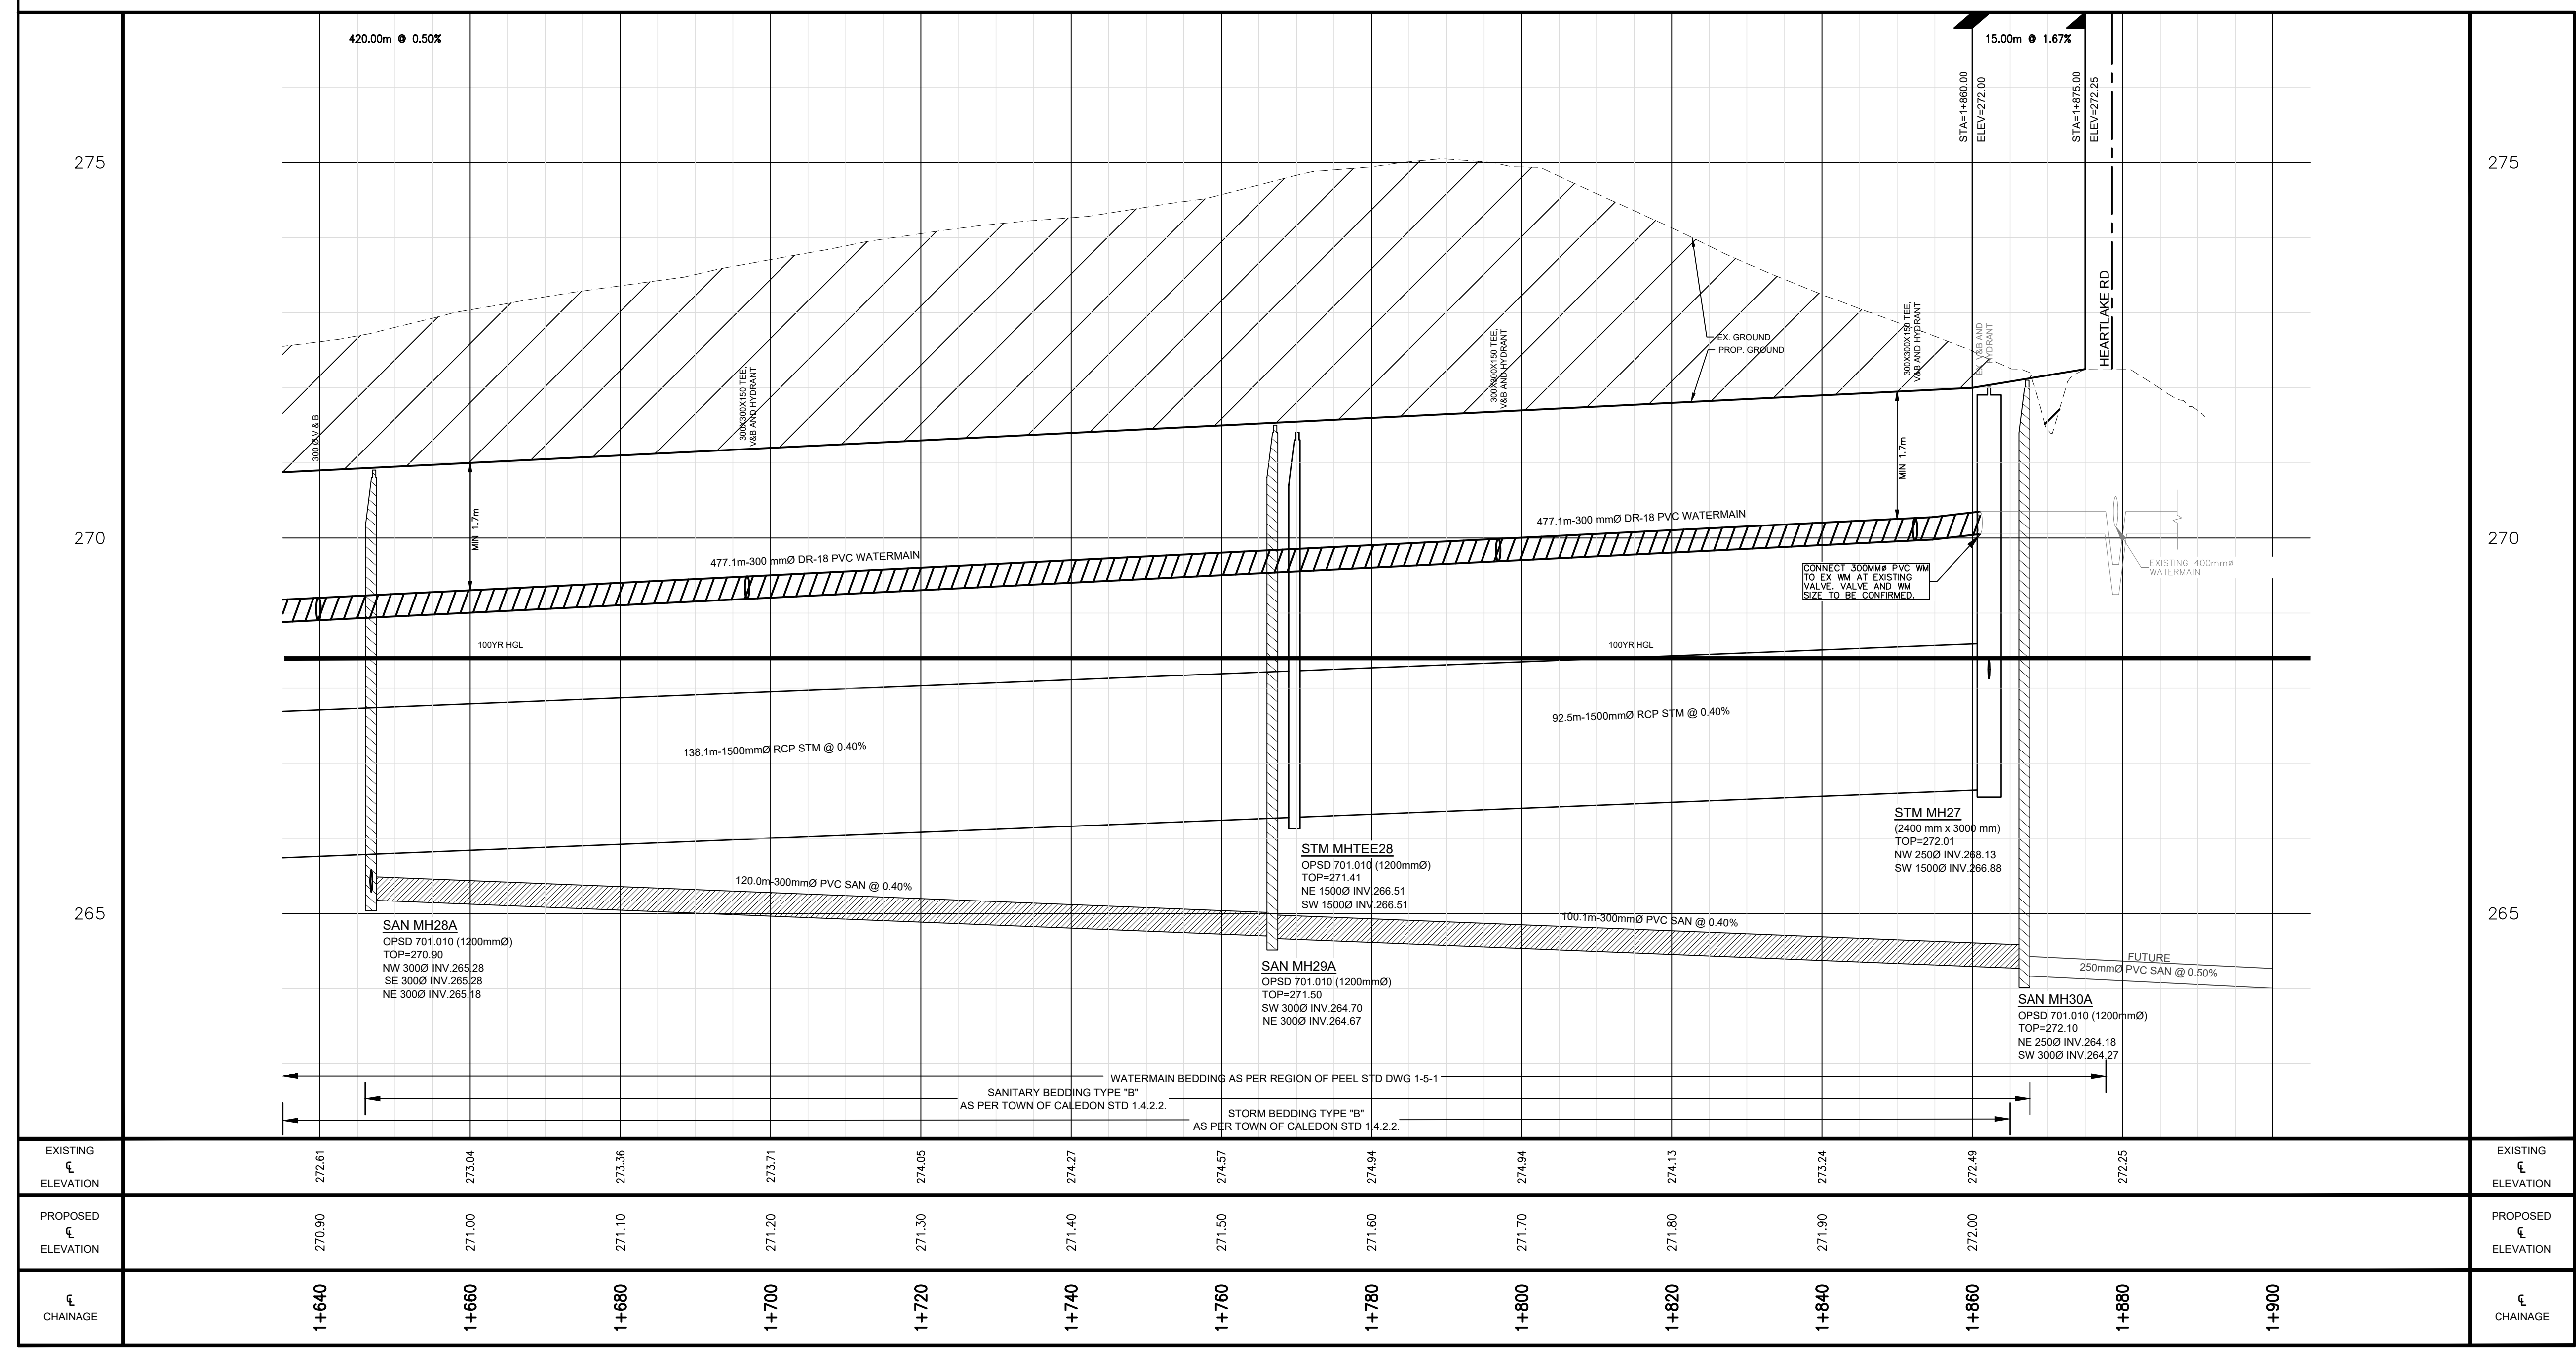 420.00m @ 0.50%
15.00m @ 1.67%
STA=1+860.00
ELEV=272.00
STA=1+875.00
ELEV=272.25
HEARTLAKE RD
275
275
270
270
265
265
300 Ø V & B
300X300X150 TEE,
V&B AND HYDRANT
300X300X150 TEE,
V&B AND HYDRANT
300X300X150 TEE,
V&B AND HYDRANT
EX V&B AND
HYDRANT
EX. GROUND
PROP. GROUND
MIN 1.7m
MIN 1.7m
477.1m-300 mmØ DR-18 PVC WATERMAIN
477.1m-300 mmØ DR-18 PVC WATERMAIN
CONNECT 300MMø PVC WM
TO EX WM AT EXISTING
VALVE. VALVE AND WM
SIZE TO BE CONFIRMED.
EXISTING 400mmø
WATERMAIN
100YR HGL
100YR HGL
138.1m-1500mmØ RCP STM @ 0.40%
92.5m-1500mmØ RCP STM @ 0.40%
120.0m-300mmØ PVC SAN @ 0.40%
100.1m-300mmØ PVC SAN @ 0.40%
FUTURE
250mmØ PVC SAN @ 0.50%
STM MH27
(2400 mm x 3000 mm)
TOP=272.01
NW 250Ø INV.268.13
SW 1500Ø INV.266.88
STM MHTEE28
OPSD 701.010 (1200mmØ)
TOP=271.41
NE 1500Ø INV.266.51
SW 1500Ø INV.266.51
SAN MH28A
OPSD 701.010 (1200mmØ)
TOP=270.90
NW 300Ø INV.265.28
SE 300Ø INV.265.28
NE 300Ø INV.265.18
SAN MH29A
OPSD 701.010 (1200mmØ)
TOP=271.50
SW 300Ø INV.264.70
NE 300Ø INV.264.67
SAN MH30A
OPSD 701.010 (1200mmØ)
TOP=272.10
NE 250Ø INV.264.18
SW 300Ø INV.264.27
WATERMAIN BEDDING AS PER REGION OF PEEL STD DWG 1-5-1
SANITARY BEDDING TYPE "B"
AS PER TOWN OF CALEDON STD 1.4.2.2.
STORM BEDDING TYPE "B"
AS PER TOWN OF CALEDON STD 1.4.2.2.
EXISTING
℄
ELEVATION
272.61 273.04 273.36 273.71 274.05 274.27 274.57 274.94 274.94 274.13 273.24 272.49 272.25
EXISTING
℄
ELEVATION
PROPOSED
℄
ELEVATION
270.90 271.00 271.10 271.20 271.30 271.40 271.50 271.60 271.70 271.80 271.90 272.00
PROPOSED
℄
ELEVATION
℄
CHAINAGE
1+640 1+660 1+680 1+700 1+720 1+740 1+760 1+780 1+800 1+820 1+840 1+860 1+880 1+900
℄
CHAINAGE